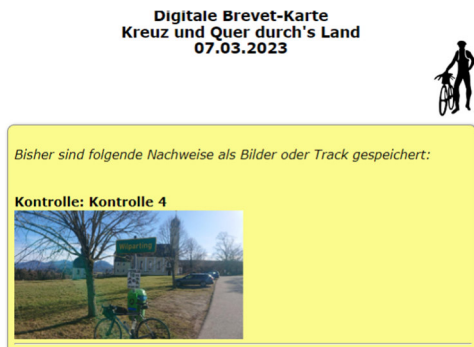 Digitale Brevet-Karte
Kreuz und Quer durch's Land
07.03.2023
Bisher sind folgende Nachweise als Bilder oder Track gespeichert:
Kontrolle: Kontrolle 4
Wilparting